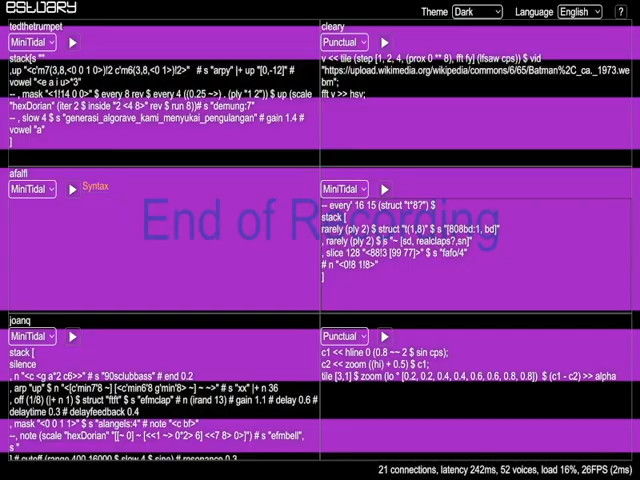 estuary
Theme Dark Language English ?
tedthetrumpet
MiniTidal
stack[s ""
,up "<c'm7(3,8,<0 0 1 0>)!2 c'm6(3,8,<0 1>)!2>" # s "arpy" |+ up "[0,-12]" #
vowel "<e a i u>*3"
-- , mask "<1!14 0 0>" $ every 8 rev $ every 4 ((0.25 ~>) . (ply "1 2")) $ up (scale
"hexDorian" (iter 2 $ inside "2 <4 8>" rev $ run 8))# s "demung:7"
-- , slow 4 $ s "generasi_algorave_kami_menyukai_pengulangan" # gain 1.4 #
vowel "a"
]
cleary
Punctual
v << tile (step [1, 2, 4, (prox 0 ** 8), fft fy] (lfsaw cps)) $ vid
"https://upload.wikimedia.org/wikipedia/commons/6/65/Batman%2C_ca._1973.we
bm";
fft v >> hsv;
afalfl
MiniTidal Syntax
MiniTidal
-- every' 16 15 (struct "t*8?") $
stack [
rarely (ply 2) $ struct "t(1,8)" $ s "[808bd:1, bd]"
, rarely (ply 2) $ s "~ [sd, realclaps?,sn]"
, slice 128 "<88!3 [99 77]>" $ s "fafo/4"
# n "<0!8 1!8>"
]
End of Recording
joanq
MiniTidal
stack [
silence
, n "<c <g a*2 c6>>" # s "90sclubbass" # end 0.2
, arp "up" $ n "<[c'min7'8 ~] [<c'min6'8 g'min'8> ~] ~ ~>" # s "xx" |+ n 36
, off (1/8) (|+ n 1) $ struct "ftft" $ s "efmclap" # n (irand 13) # gain 1.1 # delay 0.6 #
delaytime 0.3 # delayfeedback 0.4
, mask "<0 0 1 1>" $ s "alangels:4" # note "<c bf>"
--, note (scale "hexDorian" "[[~ 0] ~ [<<1 ~> 0*2> 6] <<7 8> 0>]") # s "efmbell",
s "
] # cutoff (range 400 16000 $ slow 4 $ sine) # resonance 0.3
Punctual
c1 << hline 0 (0.8 ~~ 2 $ sin cps);
c2 << zoom ((hi) + 0.5) $ c1;
tile [3,1] $ zoom (lo * [0.2, 0.2, 0.4, 0.4, 0.6, 0.6, 0.8, 0.8]) $ (c1 - c2) >> alpha
21 connections, latency 242ms, 52 voices, load 16%, 26FPS (2ms)